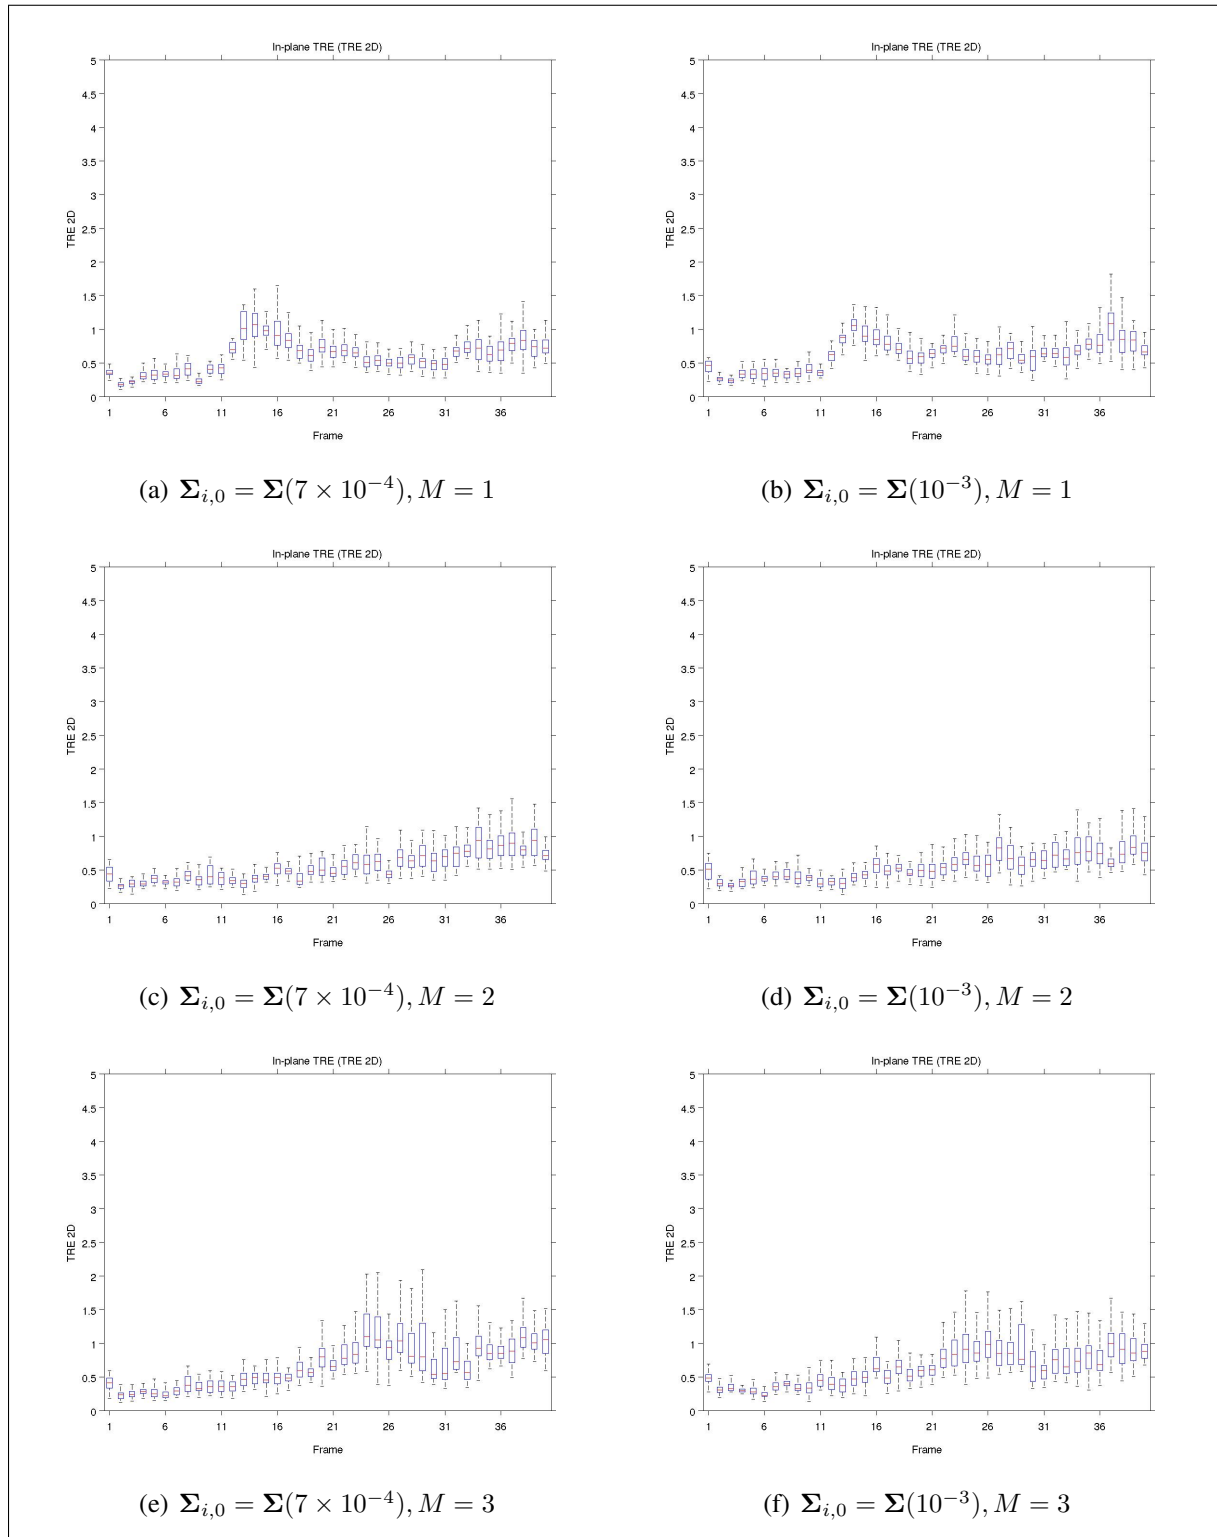 In-plane TRE (TRE 2D)
In-plane TRE (TRE 2D)
5
4.5
4
3.5
3
2.5
2
1.5
1
0.5
0
TRE 2D
1 6 11 16 21 26 31 36
Frame
5
4.5
4
3.5
3
2.5
2
1.5
1
0.5
0
TRE 2D
1 6 11 16 21 26 31 36
Frame
(a) Σ_{i,0} = Σ(7 × 10^{−4}), M = 1
(b) Σ_{i,0} = Σ(10^{−3}), M = 1
In-plane TRE (TRE 2D)
In-plane TRE (TRE 2D)
5
4.5
4
3.5
3
2.5
2
1.5
1
0.5
0
TRE 2D
1 6 11 16 21 26 31 36
Frame
5
4.5
4
3.5
3
2.5
2
1.5
1
0.5
0
TRE 2D
1 6 11 16 21 26 31 36
Frame
(c) Σ_{i,0} = Σ(7 × 10^{−4}), M = 2
(d) Σ_{i,0} = Σ(10^{−3}), M = 2
In-plane TRE (TRE 2D)
In-plane TRE (TRE 2D)
5
4.5
4
3.5
3
2.5
2
1.5
1
0.5
0
TRE 2D
1 6 11 16 21 26 31 36
Frame
5
4.5
4
3.5
3
2.5
2
1.5
1
0.5
0
TRE 2D
1 6 11 16 21 26 31 36
Frame
(e) Σ_{i,0} = Σ(7 × 10^{−4}), M = 3
(f) Σ_{i,0} = Σ(10^{−3}), M = 3